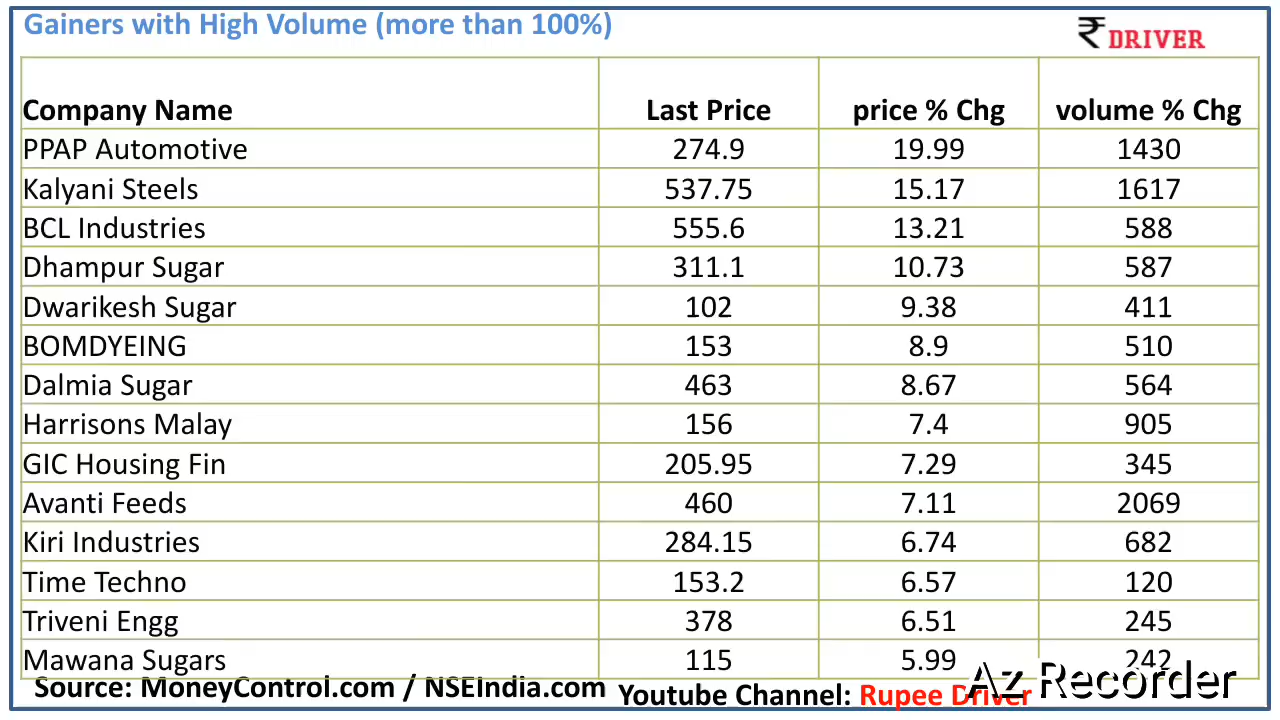 Gainers with High Volume (more than 100%)
₹ DRIVER
Company Name Last Price price % Chg volume % Chg
PPAP Automotive 274.9 19.99 1430
Kalyani Steels 537.75 15.17 1617
BCL Industries 555.6 13.21 588
Dhampur Sugar 311.1 10.73 587
Dwarikesh Sugar 102 9.38 411
BOMDYEING 153 8.9 510
Dalmia Sugar 463 8.67 564
Harrisons Malay 156 7.4 905
GIC Housing Fin 205.95 7.29 345
Avanti Feeds 460 7.11 2069
Kiri Industries 284.15 6.74 682
Time Techno 153.2 6.57 120
Triveni Engg 378 6.51 245
Mawana Sugars 115 5.99 242
Source: MoneyControl.com / NSEIndia.com
Youtube Channel: Rupee Driver
Az Recorder